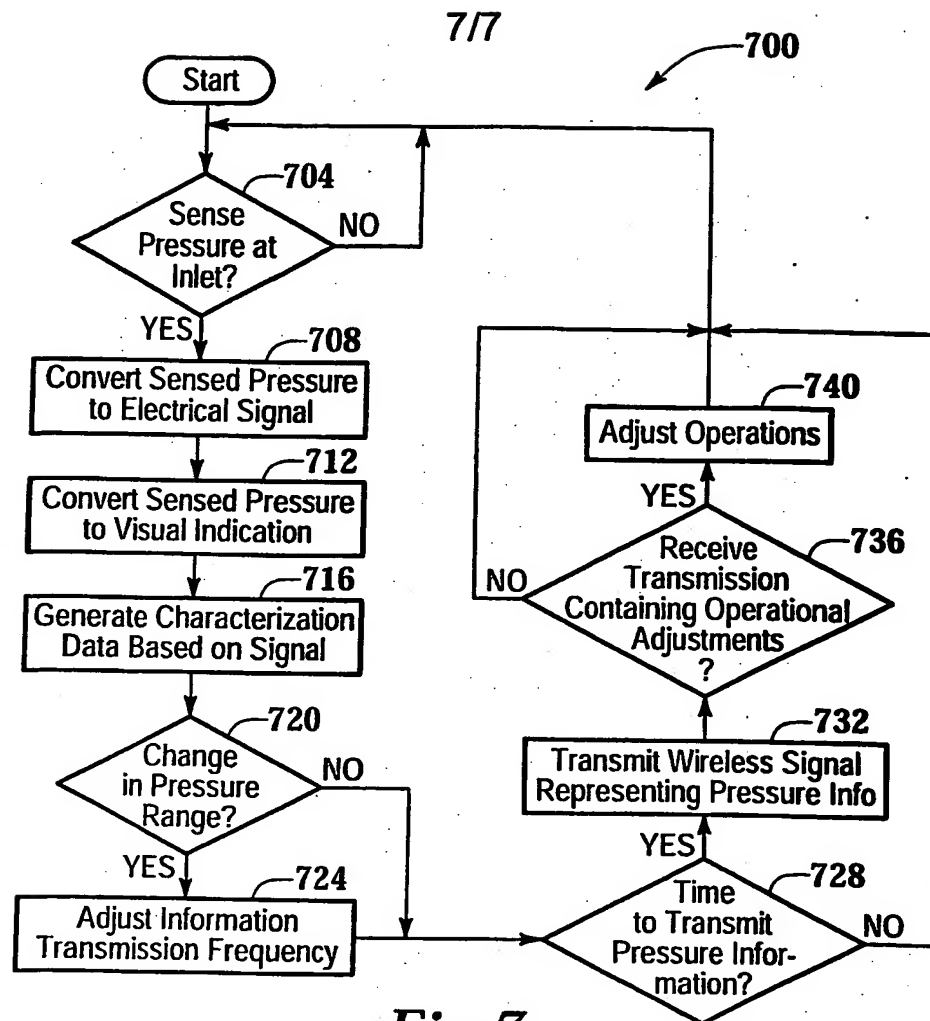 7/7
700
Start
704
Sense
Pressure at
Inlet?
NO
YES
708
Convert Sensed Pressure
to Electrical Signal
712
Convert Sensed Pressure
to Visual Indication
716
Generate Characterization
Data Based on Signal
720
Change
in Pressure
Range?
NO
YES
724
Adjust Information
Transmission Frequency
728
Time
to Transmit
Pressure Infor-
mation?
NO
YES
732
Transmit Wireless Signal
Representing Pressure Info
736
Receive
Transmission
Containing Operational
Adjustments
?
NO
YES
740
Adjust Operations
Fig.7